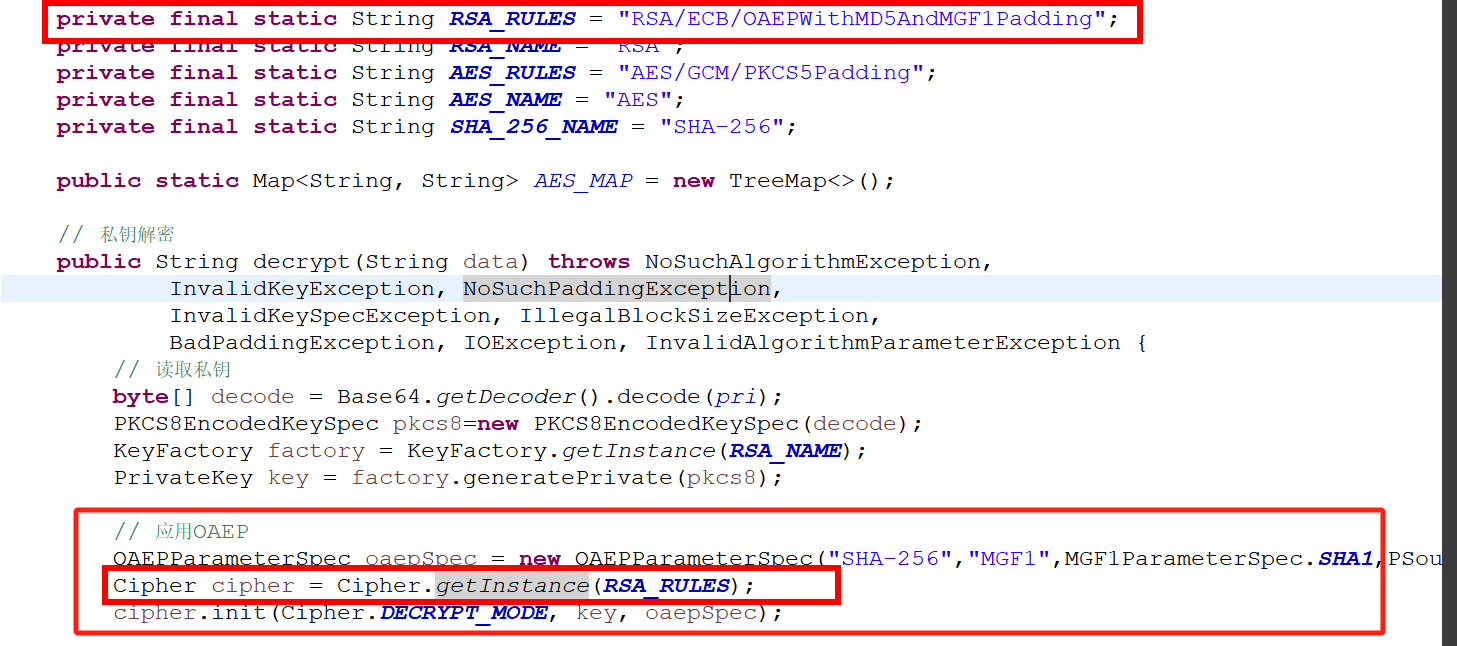 private final static String RSA_RULES = "RSA/ECB/OAEPWithMD5AndMGF1Padding";
private final static String RSA_NAME = "RSA";
private final static String AES_RULES = "AES/GCM/PKCS5Padding";
private final static String AES_NAME = "AES";
private final static String SHA_256_NAME = "SHA-256";
public static Map<String, String> AES_MAP = new TreeMap<>();
// 私钥解密
public String decrypt(String data) throws NoSuchAlgorithmException,
InvalidKeyException, NoSuchPaddingException,
InvalidKeySpecException, IllegalBlockSizeException,
BadPaddingException, IOException, InvalidAlgorithmParameterException {
// 读取私钥
byte[] decode = Base64.getDecoder().decode(pri);
PKCS8EncodedKeySpec pkcs8=new PKCS8EncodedKeySpec(decode);
KeyFactory factory = KeyFactory.getInstance(RSA_NAME);
PrivateKey key = factory.generatePrivate(pkcs8);
// 应用OAEP
OAEPParameterSpec oaepSpec = new OAEPParameterSpec("SHA-256","MGF1",MGF1ParameterSpec.SHA1,PSou
Cipher cipher = Cipher.getInstance(RSA_RULES);
cipher.init(Cipher.DECRYPT_MODE, key, oaepSpec);